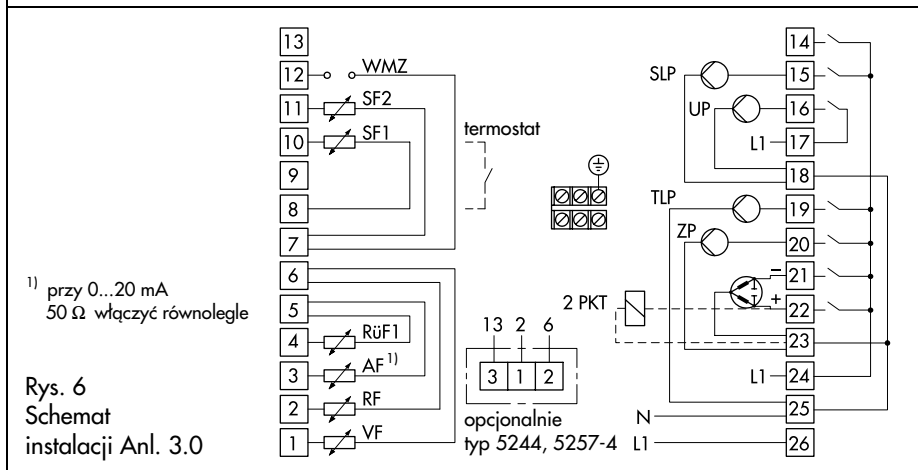 13
12 WMZ
11 SF2
10 SF1
9
8
7
termostat
6
5
4 RüF1
3 AF 1)
2 RF
1 VF
1) przy 0...20 mA
50 Ω włączyć równolegle
Rys. 6
Schemat
instalacji Anl. 3.0
13 2 6
3 1 2
opcjonalnie
typ 5244, 5257-4
14
SLP 15
UP 16
L1 17
18
TLP 19
ZP 20
− 21
+ 22
2 PKT
23
L1 24
N 25
L1 26